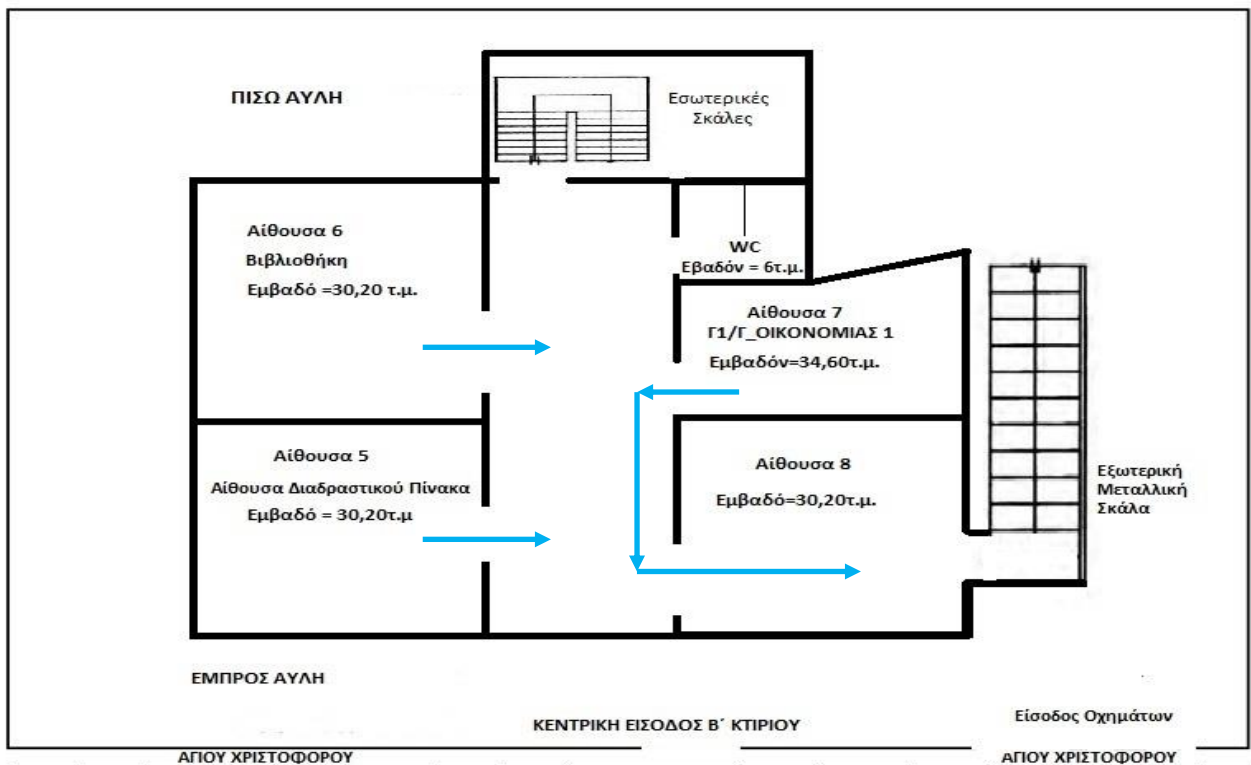 ΠΙΣΩ ΑΥΛΗ
Εσωτερικές
Σκάλες
Αίθουσα 6
Βιβλιοθήκη
Εμβαδό =30,20 τ.μ.
WC
Εβαδόν = 6τ.μ.
Αίθουσα 7
Γ1/Γ_ΟΙΚΟΝΟΜΙΑΣ 1
Εμβαδόν=34,60τ.μ.
Αίθουσα 5
Αίθουσα Διαδραστικού Πίνακα
Εμβαδό = 30,20τ.μ
Αίθουσα 8
Εμβαδό=30,20τ.μ.
Εξωτερική
Μεταλλική
Σκάλα
ΕΜΠΡΟΣ ΑΥΛΗ
ΚΕΝΤΡΙΚΗ ΕΙΣΟΔΟΣ Β΄ ΚΤΙΡΙΟΥ
Είσοδος Οχημάτων
ΑΓΙΟΥ ΧΡΙΣΤΟΦΟΡΟΥ
ΑΓΙΟΥ ΧΡΙΣΤΟΦΟΡΟΥ